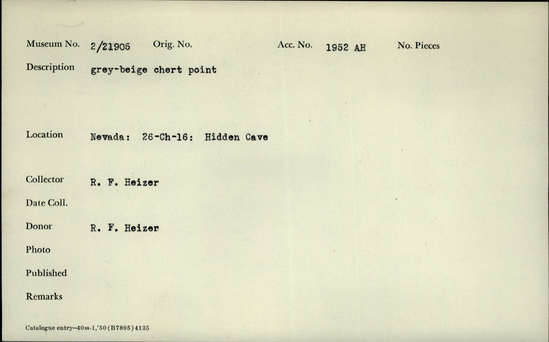 Museum No. 2/21905 Orig. No. Acc. No. 1952 AH No. Pieces
Description grey-beige chert point
Location Nevada: 26-Ch-16: Hidden Cave
Collector R. F. Heizer
Date Coll.
Donor R. F. Heizer
Photo
Published
Remarks
Catalogue entry—40m-1,'50(B7895)4135